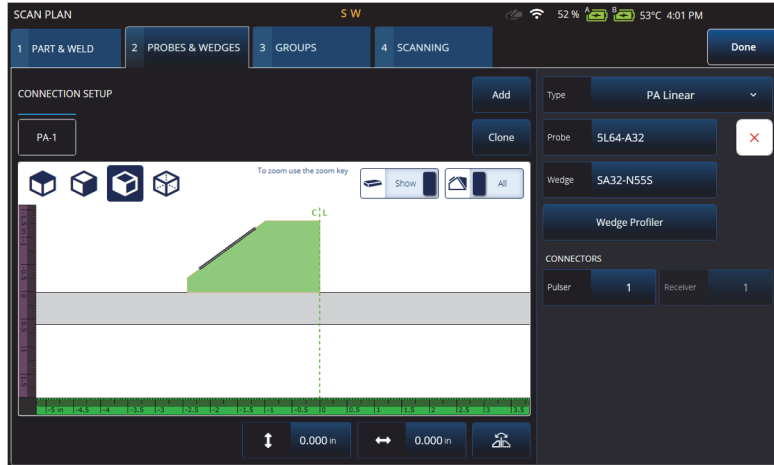 SCAN PLAN
S W
52 % A B 53°C 4:01 PM
1 PART & WELD
2 PROBES & WEDGES
3 GROUPS
4 SCANNING
Done
CONNECTION SETUP
Add
PA-1
Clone
Type PA Linear
Probe 5L64-A32
Wedge SA32-N55S
Wedge Profiler
CONNECTORS
Pulser 1
Receiver 1
To zoom use the zoom key
Show
All
C L
-5 in -4.5 -4 -3.5 -3 -2.5 -2 -1.5 -1 -0.5 0 0.5 1 1.5 2 2.5 3 3.5
0.000 in
0.000 in